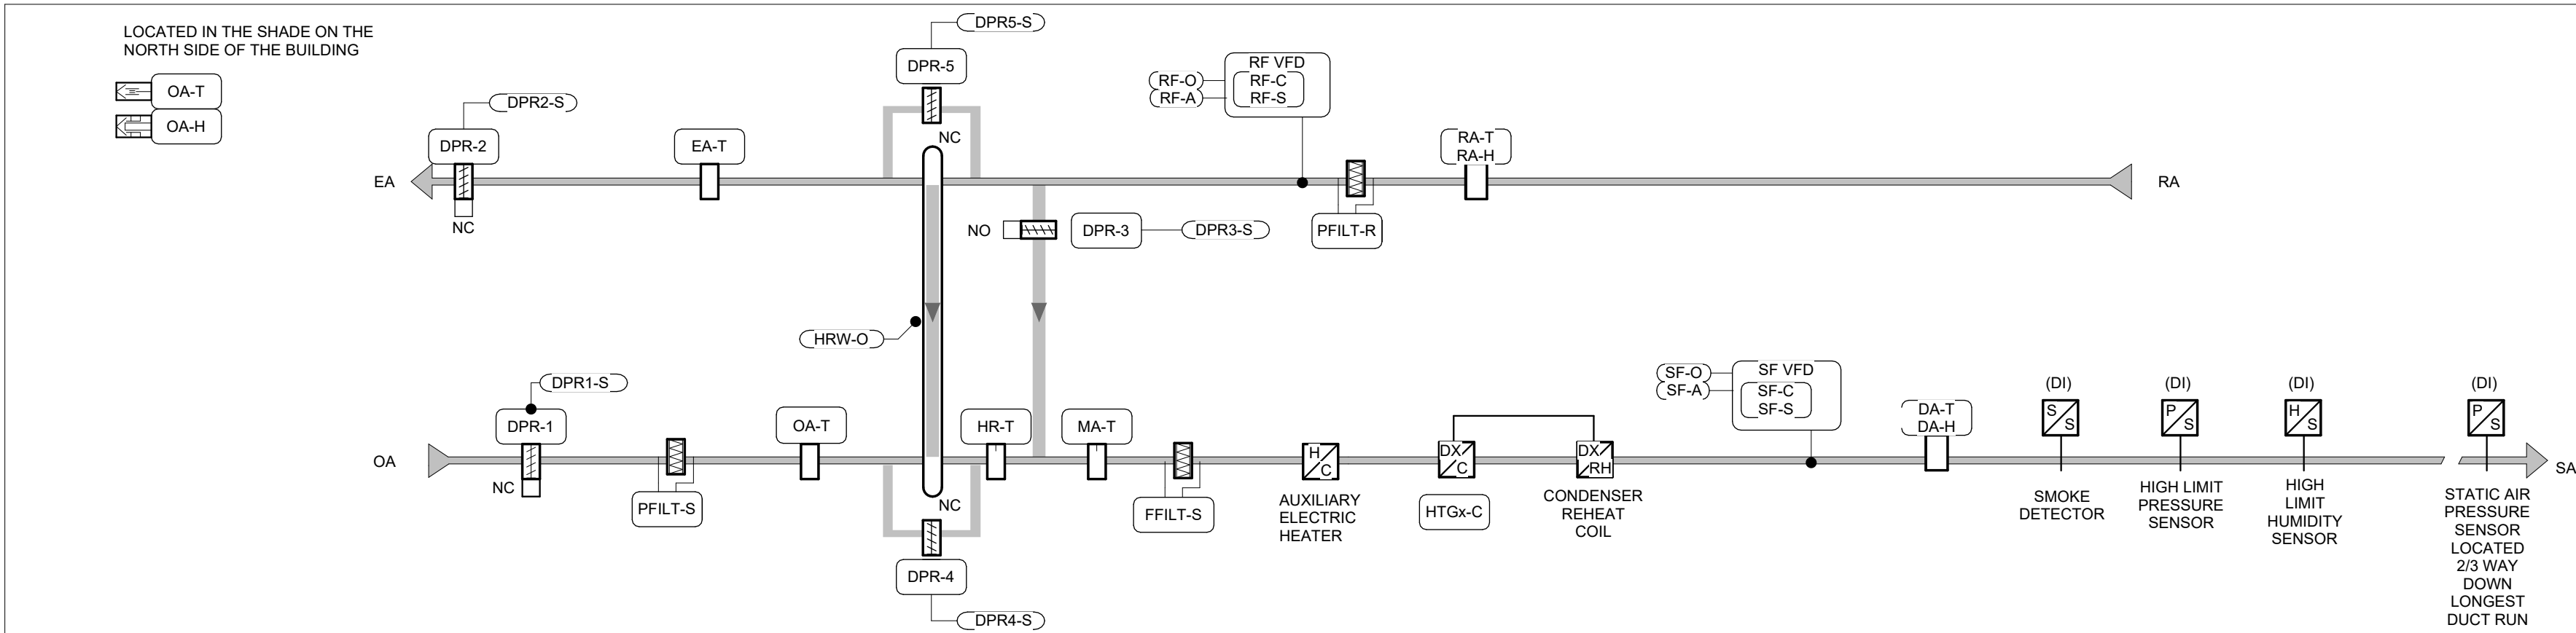 LOCATED IN THE SHADE ON THE
NORTH SIDE OF THE BUILDING
OA-T
OA-H
DPR5-S
DPR-5
NC
DPR2-S
DPR-2
NC
EA
EA-T
RF VFD
RF-O
RF-C
RF-A
RF-S
RA-T
RA-H
RA
PFILT-R
NO
DPR-3
DPR3-S
HRW-O
DPR1-S
DPR-1
NC
OA
PFILT-S
OA-T
NC
DPR-4
DPR4-S
HR-T
MA-T
FFILT-S
H
C
AUXILIARY
ELECTRIC
HEATER
DX
C
HTGx-C
DX
RH
CONDENSER
REHEAT
COIL
SF VFD
SF-O
SF-C
SF-A
SF-S
DA-T
DA-H
(DI)
S
S
SMOKE
DETECTOR
(DI)
P
S
HIGH LIMIT
PRESSURE
SENSOR
(DI)
H
S
HIGH
LIMIT
HUMIDITY
SENSOR
(DI)
P
S
STATIC AIR
PRESSURE
SENSOR
LOCATED
2/3 WAY
DOWN
LONGEST
DUCT RUN
SA